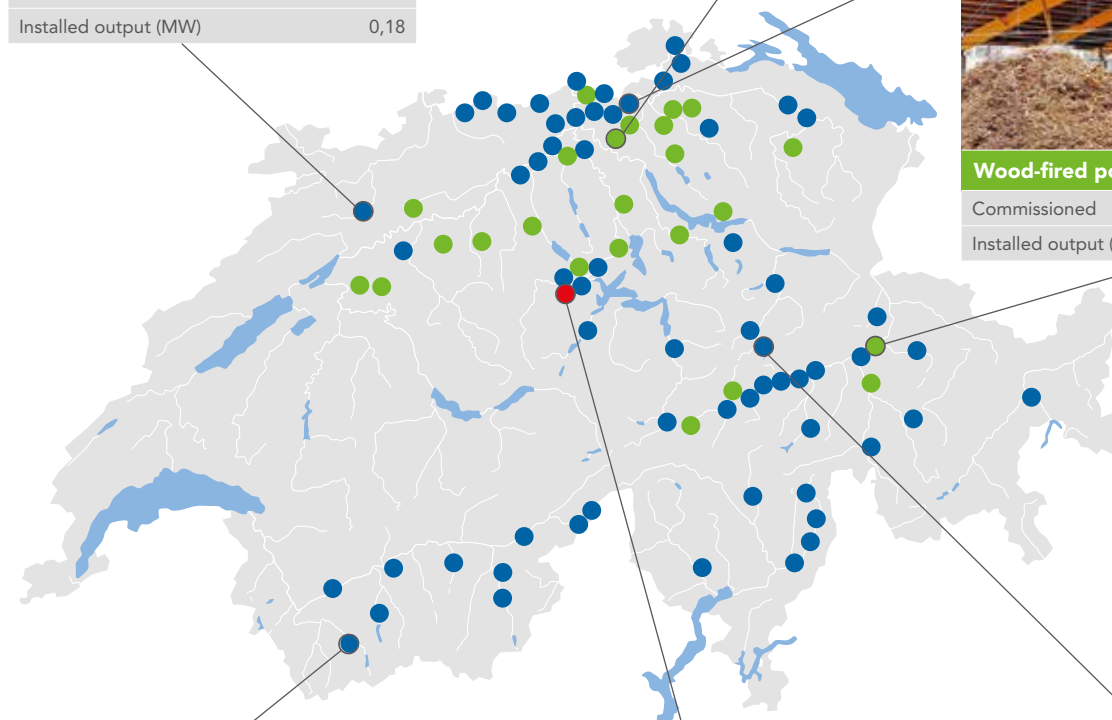 Installed output (MW) 0,18
Wood-fired
Commissioned
Installed output (